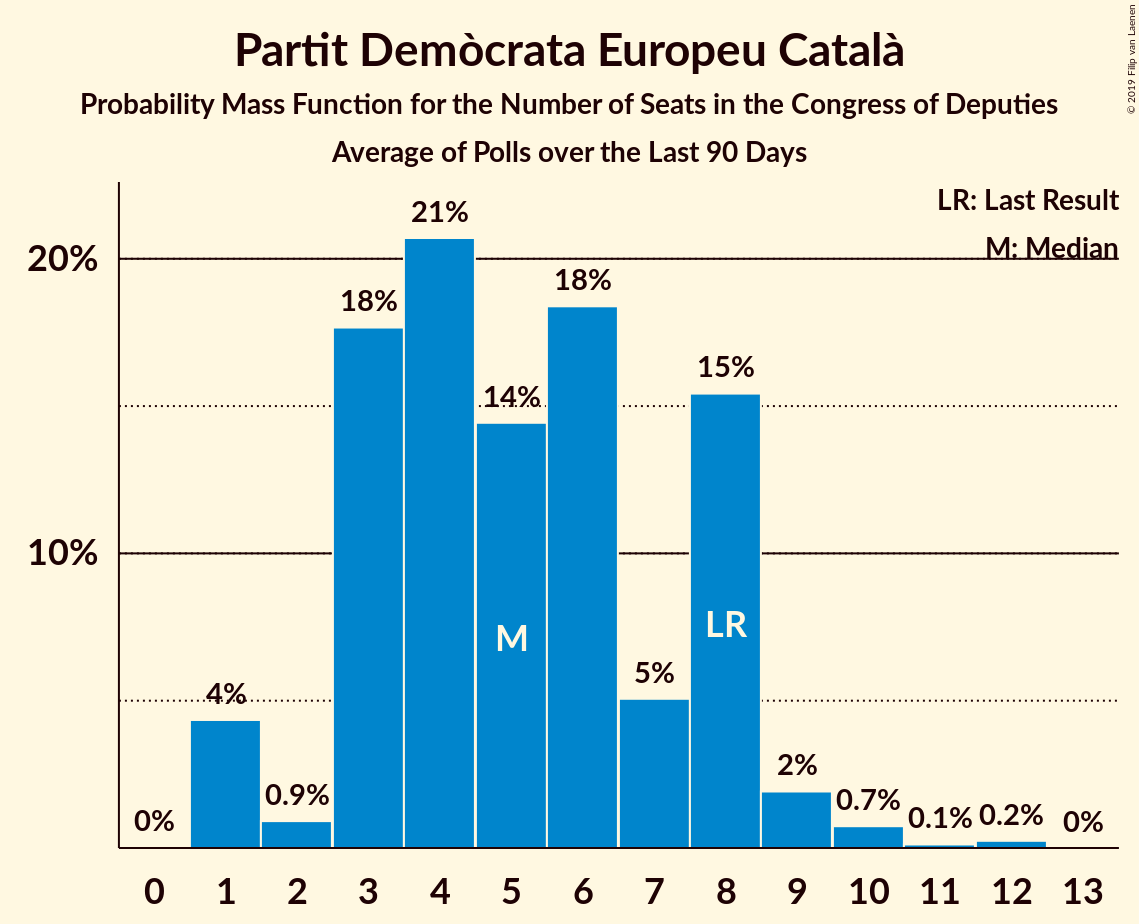 Partit Demòcrata Europeu Català
Probability Mass Function for the Number of Seats in the Congress of Deputies
Average of Polls over the Last 90 Days
© 2019 Filip van Laenen
LR: Last Result
M: Median
20%
10%
0%
4%
0.9%
18%
21%
14%
18%
5%
15%
2%
0.7%
0.1%
0.2%
0%
M
LR
0 1 2 3 4 5 6 7 8 9 10 11 12 13